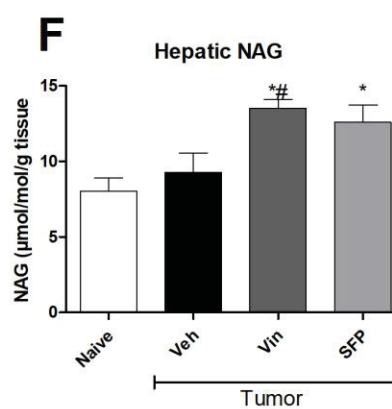 F
Hepatic NAG
NAG (µmol/mol/g tissue
15
10
5
0
*#
*
Naive
Veh
Vin
SFP
Tumor